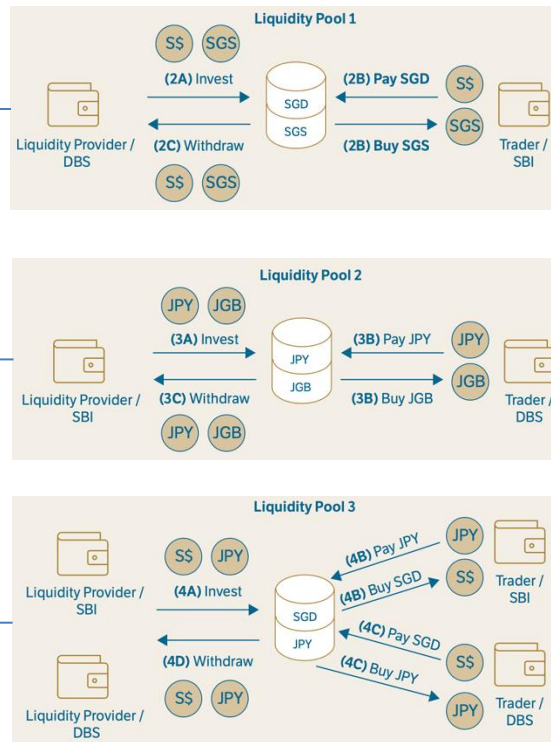 Liquidity Pool 1
S$ SGS
(2A) Invest
(2B) Pay SGD
S$
SGD
SGS
SGS
Liquidity Provider /
DBS
(2C) Withdraw
(2B) Buy SGS
Trader /
SBI
S$ SGS
Liquidity Pool 2
JPY JGB
(3A) Invest
(3B) Pay JPY
JPY
JPY
JGB
JGB
Liquidity Provider /
SBI
(3C) Withdraw
(3B) Buy JGB
Trader /
DBS
JPY JGB
Liquidity Pool 3
S$ JPY
(4A) Invest
Liquidity Provider /
SBI
(4B) Pay JPY
JPY
(4B) Buy SGD
S$
Trader /
SBI
SGD
JPY
(4D) Withdraw
(4C) Pay SGD
S$
(4C) Buy JPY
JPY
S$ JPY
Liquidity Provider /
DBS
Trader /
DBS